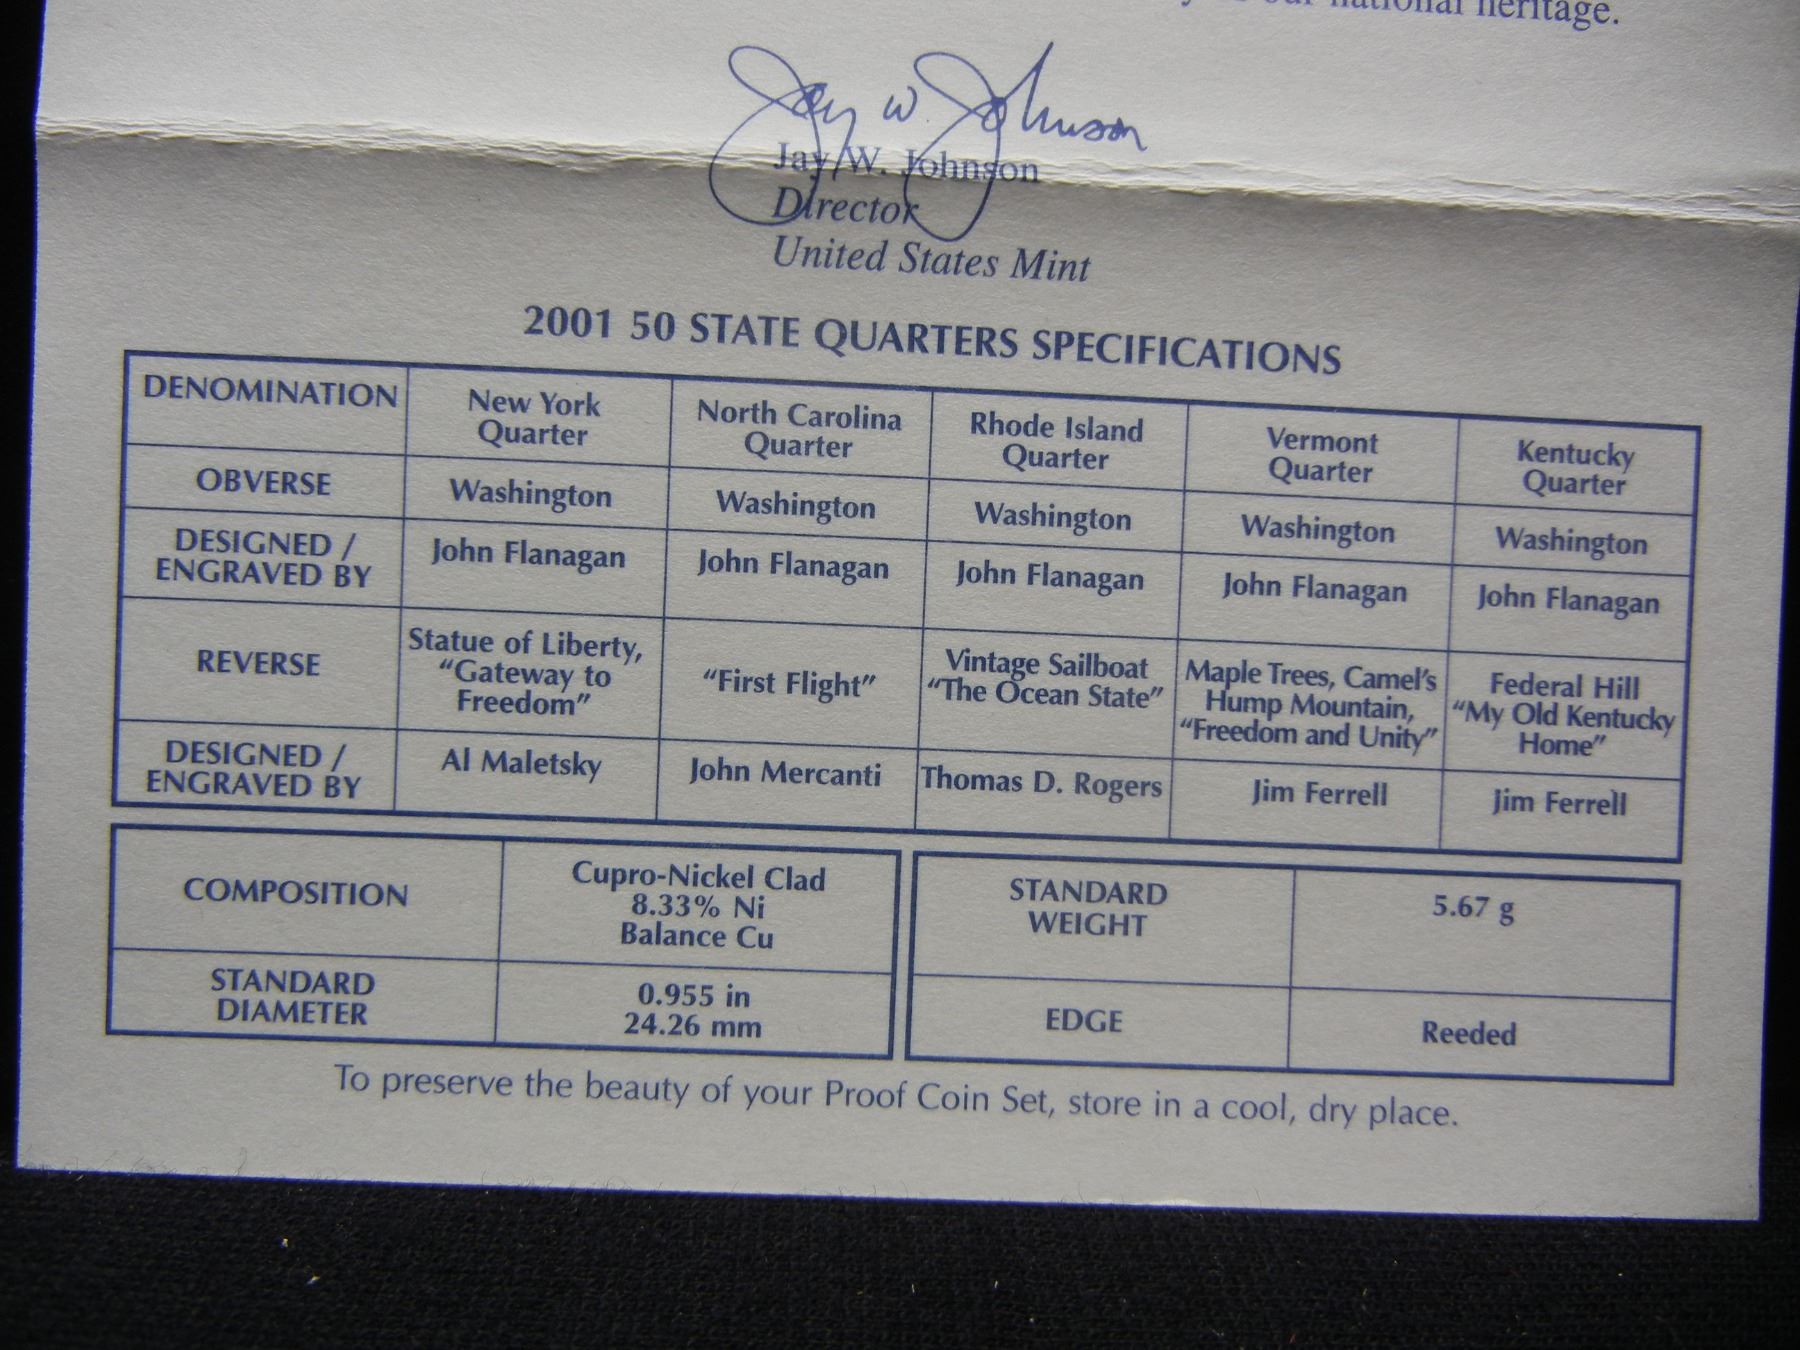 our national heritage.
Jay W. Johnson
Jay W. Johnson
Director
United States Mint
2001 50 STATE QUARTERS SPECIFICATIONS
DENOMINATION
New York
Quarter
North Carolina
Quarter
Rhode Island
Quarter
Vermont
Quarter
Kentucky
Quarter
OBVERSE
Washington
Washington
Washington
Washington
Washington
DESIGNED /
ENGRAVED BY
John Flanagan
John Flanagan
John Flanagan
John Flanagan
John Flanagan
REVERSE
Statue of Liberty,
“Gateway to
Freedom”
“First Flight”
Vintage Sailboat
“The Ocean State”
Maple Trees, Camel’s
Hump Mountain,
“Freedom and Unity”
Federal Hill
“My Old Kentucky
Home”
DESIGNED /
ENGRAVED BY
Al Maletsky
John Mercanti
Thomas D. Rogers
Jim Ferrell
Jim Ferrell
COMPOSITION
Cupro-Nickel Clad
8.33% Ni
Balance Cu
STANDARD
WEIGHT
5.67 g
STANDARD
DIAMETER
0.955 in
24.26 mm
EDGE
Reeded
To preserve the beauty of your Proof Coin Set, store in a cool, dry place.